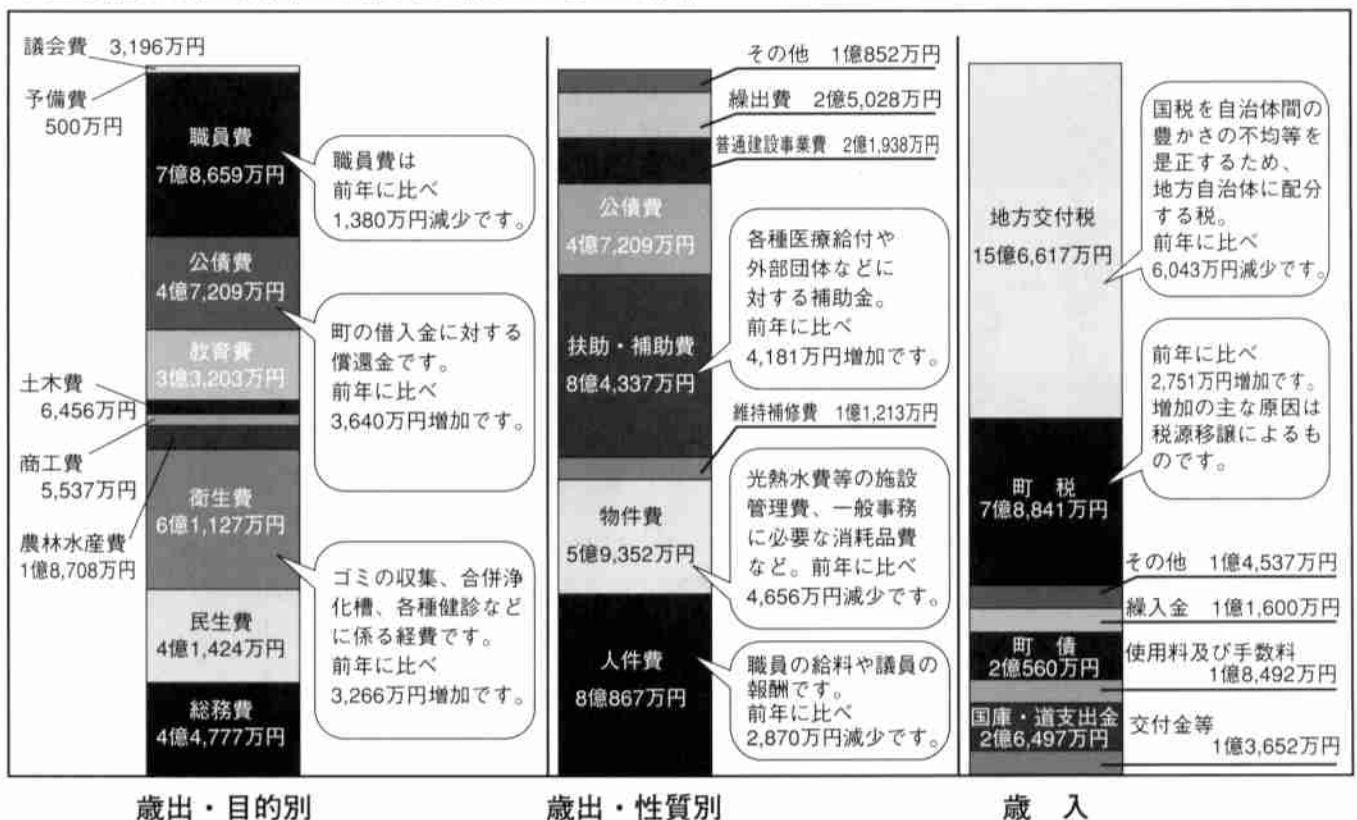 議会費 3,196万円
予備費
500万円
職員費
7億8,659万円
職員費は
前年に比べ
1,380万円減少です。
公債費
4億7,209万円
町の借入金に対する
償還金です。
前年に比べ
3,640万円増加です。
教育費
3億3,203万円
土木費
6,456万円
商工費
5,537万円
農林水産費
1億8,708万円
衛生費
6億1,127万円
ゴミの収集、合併浄
化槽、各種健診など
に係る経費です。
前年に比べ
3,266万円増加です。
民生費
4億1,424万円
総務費
4億4,777万円
歳出・目的別
その他 1億852万円
繰出費 2億5,028万円
普通建設事業費 2億1,938万円
公債費
4億7,209万円
各種医療給付や
外部団体などに
対する補助金。
前年に比べ
4,181万円増加です。
扶助・補助費
8億4,337万円
維持補修費 1億1,213万円
物件費
5億9,352万円
光熱水費等の施設
管理費、一般事務
に必要な消耗品費
など。前年に比べ
4,656万円減少です。
人件費
8億867万円
職員の給料や議員の
報酬です。
前年に比べ
2,870万円減少です。
歳出・性質別
地方交付税
15億6,617万円
国税を自治体間の
豊かさの不均等を
是正するため、
地方自治体に配分
する税。
前年に比べ
6,043万円減少です。
町 税
7億8,841万円
前年に比べ
2,751万円増加です。
増加の主な原因は
税源移譲によるも
のです。
その他 1億4,537万円
繰入金 1億1,600万円
町 債
2億560万円
使用料及び手数料
1億8,492万円
国庫・道支出金
2億6,497万円
交付金等
1億3,652万円
歳 入